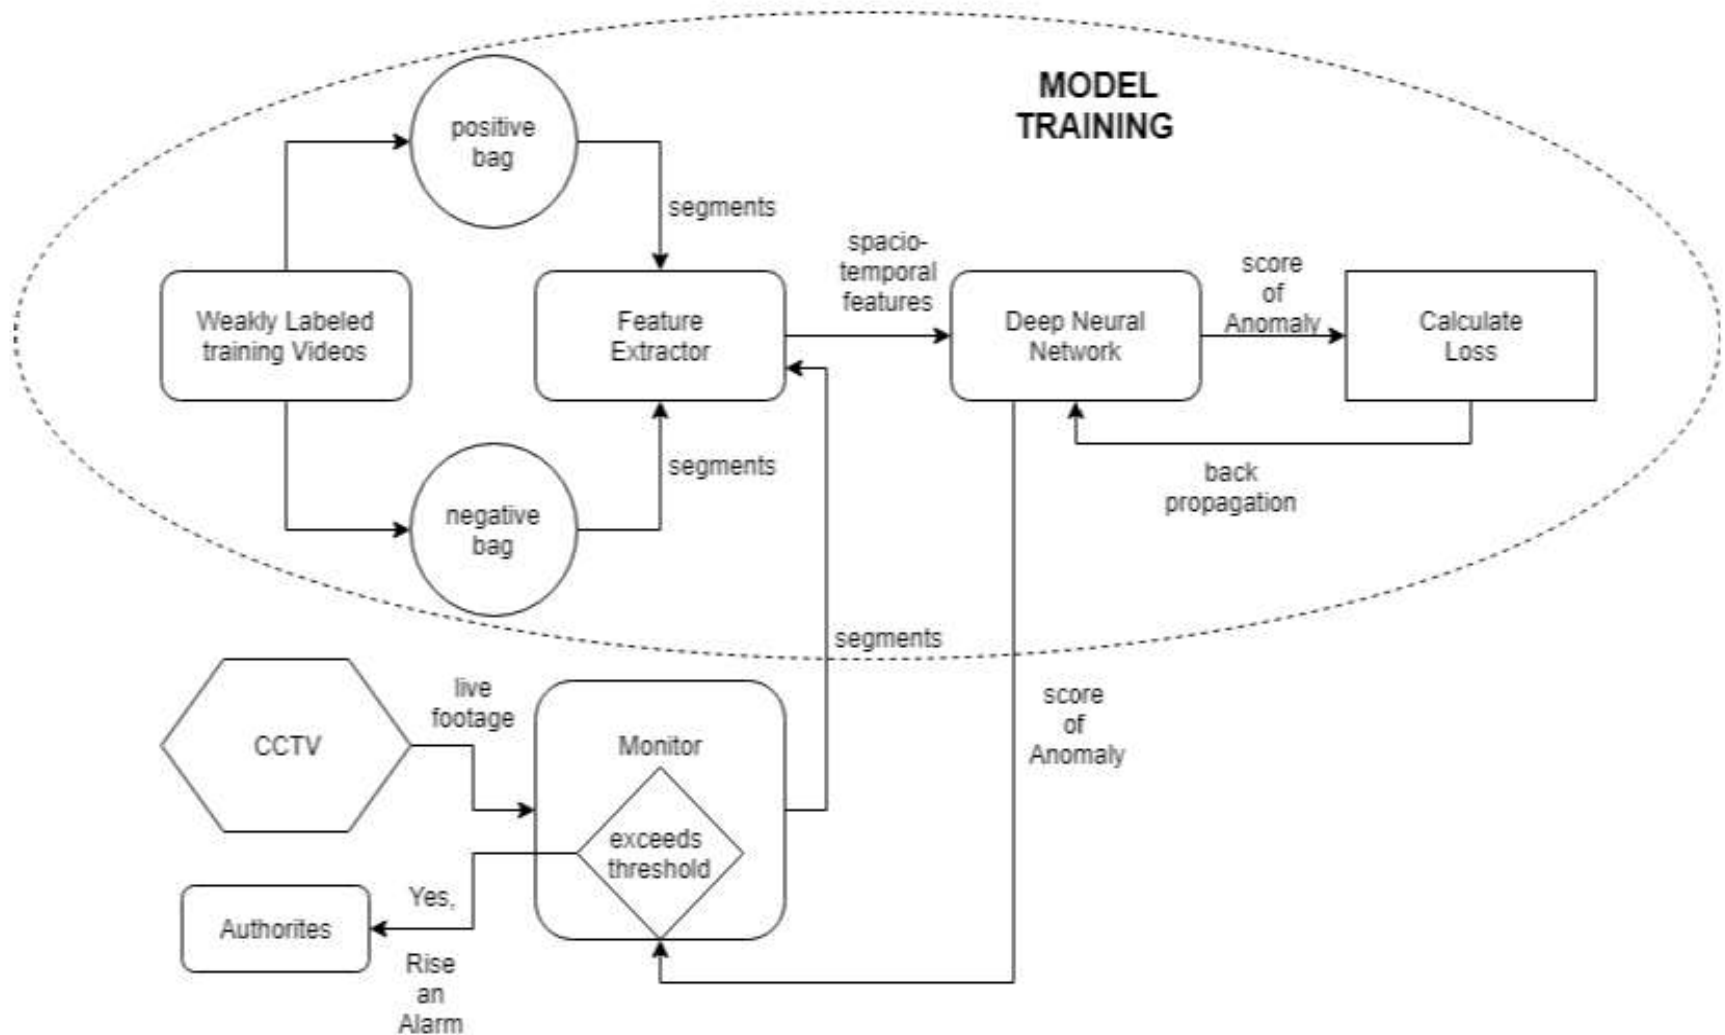 MODEL
TRAINING
positive
bag
segments
Weakly Labeled
training Videos
Feature
Extractor
spacio-
temporal
features
Deep Neural
Network
score
of
Anomaly
Calculate
Loss
back
propagation
segments
negative
bag
segments
CCTV
live
footage
Monitor
exceeds
threshold
score
of
Anomaly
Yes,
Rise
an
Alarm
Authorites